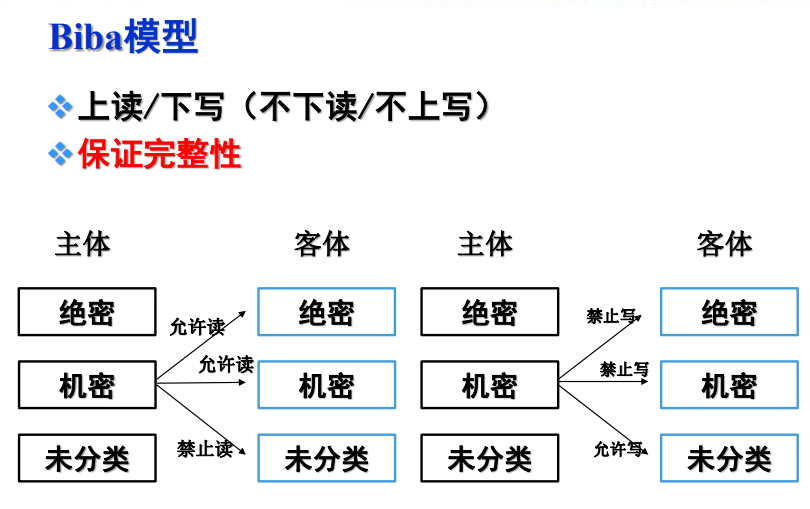 Biba模型
上读/下写（不下读/不上写）
保证完整性
主体 客体 主体 客体
绝密 允许读 绝密 绝密 禁止写 绝密
机密 允许读 机密 机密 禁止写 机密
未分类 禁止读 未分类 未分类 允许写 未分类